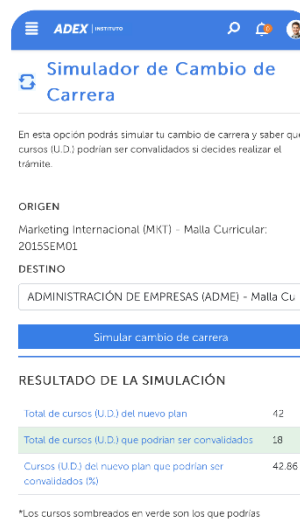 ADEX INSTITUTO
Simulador de Cambio de
Carrera
En esta opción podrás simular tu cambio de carrera y saber que
cursos (U.D.) podrían ser convalidados si decides realizar el
trámite.
ORIGEN
Marketing Internacional (MKT) - Malla Curricular:
2015SEM01
DESTINO
ADMINISTRACIÓN DE EMPRESAS (ADME) - Malla Cu
Simular cambio de carrera
RESULTADO DE LA SIMULACIÓN
Total de cursos (U.D.) del nuevo plan 42
Total de cursos (U.D.) que podrían ser convalidados 18
Cursos (U.D.) del nuevo plan que podrían ser 42.86
convalidados (%)
*Los cursos sombreados en verde son los que podrías